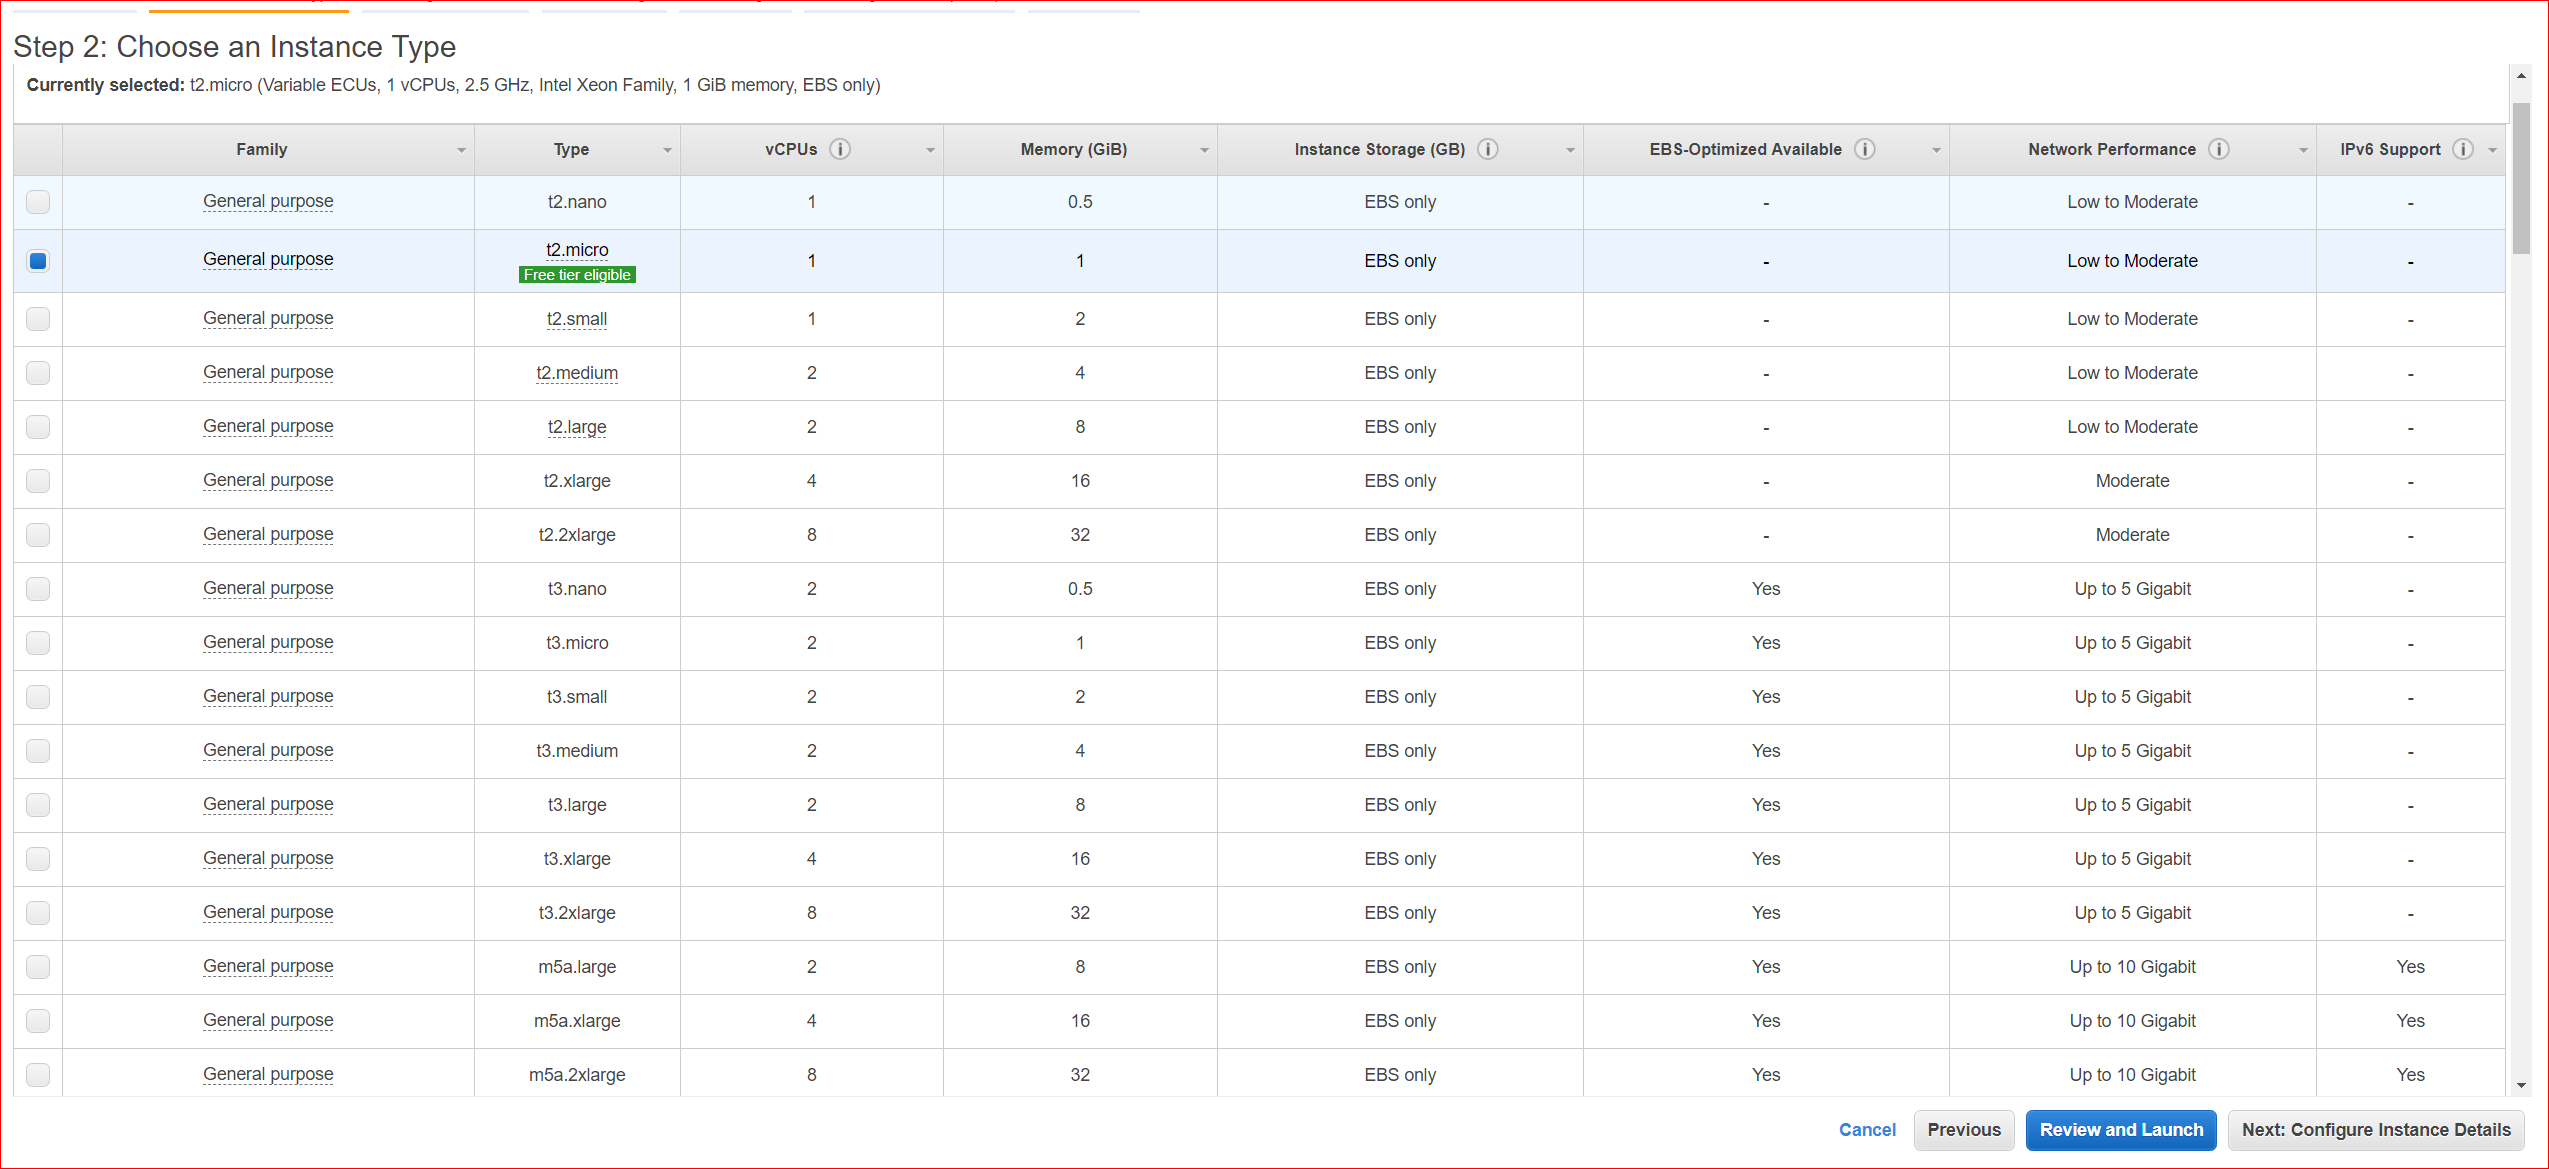 Step 2: Choose an Instance Type
Currently selected: t2.micro (Variable ECUs, 1 vCPUs, 2.5 GHz, Intel Xeon Family, 1 GiB memory, EBS only)
Family Type vCPUs i Memory (GiB) Instance Storage (GB) i EBS-Optimized Available i Network Performance i IPv6 Support i
General purpose t2.nano 1 0.5 EBS only - Low to Moderate -
General purpose t2.micro 1 1 EBS only - Low to Moderate -
Free tier eligible
General purpose t2.small 1 2 EBS only - Low to Moderate -
General purpose t2.medium 2 4 EBS only - Low to Moderate -
General purpose t2.large 2 8 EBS only - Low to Moderate -
General purpose t2.xlarge 4 16 EBS only - Moderate -
General purpose t2.2xlarge 8 32 EBS only - Moderate -
General purpose t3.nano 2 0.5 EBS only Yes Up to 5 Gigabit -
General purpose t3.micro 2 1 EBS only Yes Up to 5 Gigabit -
General purpose t3.small 2 2 EBS only Yes Up to 5 Gigabit -
General purpose t3.medium 2 4 EBS only Yes Up to 5 Gigabit -
General purpose t3.large 2 8 EBS only Yes Up to 5 Gigabit -
General purpose t3.xlarge 4 16 EBS only Yes Up to 5 Gigabit -
General purpose t3.2xlarge 8 32 EBS only Yes Up to 5 Gigabit -
General purpose m5a.large 2 8 EBS only Yes Up to 10 Gigabit Yes
General purpose m5a.xlarge 4 16 EBS only Yes Up to 10 Gigabit Yes
General purpose m5a.2xlarge 8 32 EBS only Yes Up to 10 Gigabit Yes
Cancel Previous Review and Launch Next: Configure Instance Details